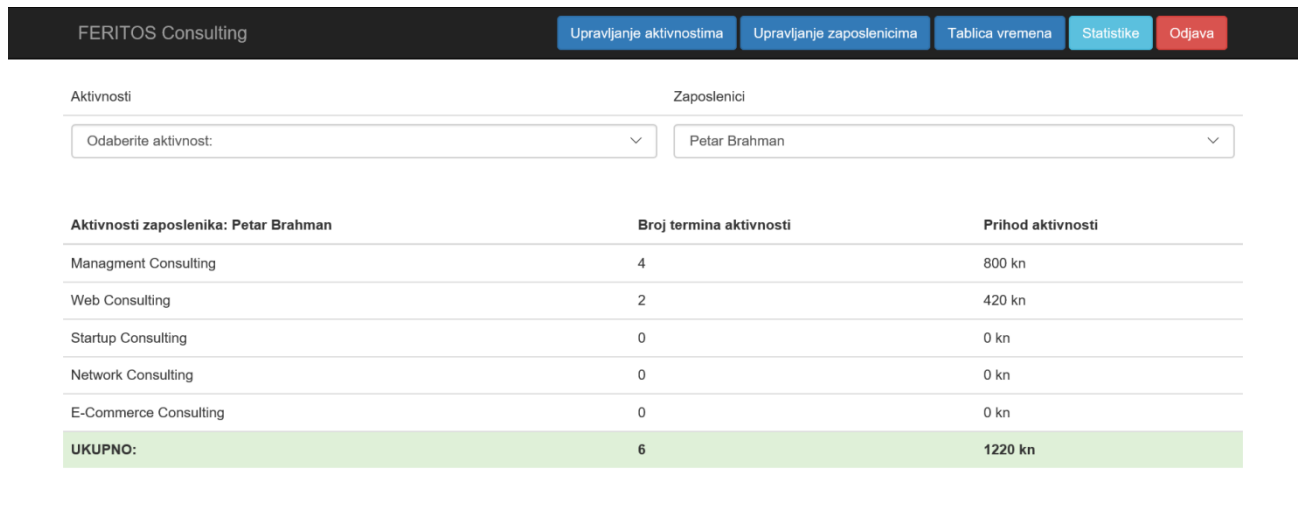 FERITOS Consulting Upravljanje aktivnostima Upravljanje zaposlenicima Tablica vremena Statistike Odjava
Aktivnosti Zaposlenici
Odaberite aktivnost: Petar Brahman
Aktivnosti zaposlenika: Petar Brahman Broj termina aktivnosti Prihod aktivnosti
Managment Consulting 4 800 kn
Web Consulting 2 420 kn
Startup Consulting 0 0 kn
Network Consulting 0 0 kn
E-Commerce Consulting 0 0 kn
UKUPNO: 6 1220 kn